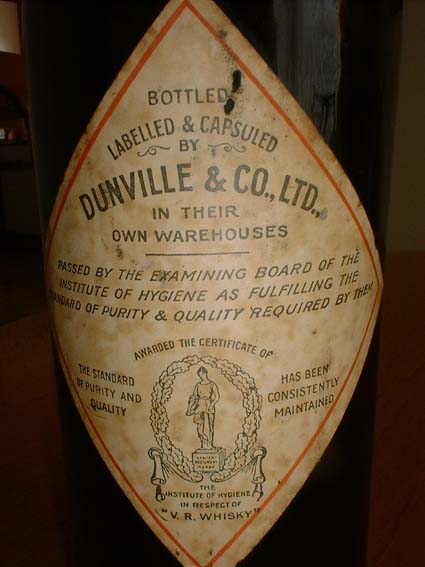 BOTTLED
LABELLED & CAPSULED
BY
DUNVILLE & CO., LTD.,
IN THEIR
OWN WAREHOUSES
PASSED BY THE EXAMINING BOARD OF THE
INSTITUTE OF HYGIENE AS FULFILLING THE
STANDARD OF PURITY & QUALITY REQUIRED BY THEM
AWARDED THE CERTIFICATE OF
THE STANDARD
OF PURITY AND
QUALITY
HAS BEEN
CONSISTENTLY
MAINTAINED
THE
INSTITUTE OF HYGIENE
IN RESPECT OF
"V. R. WHISKY"